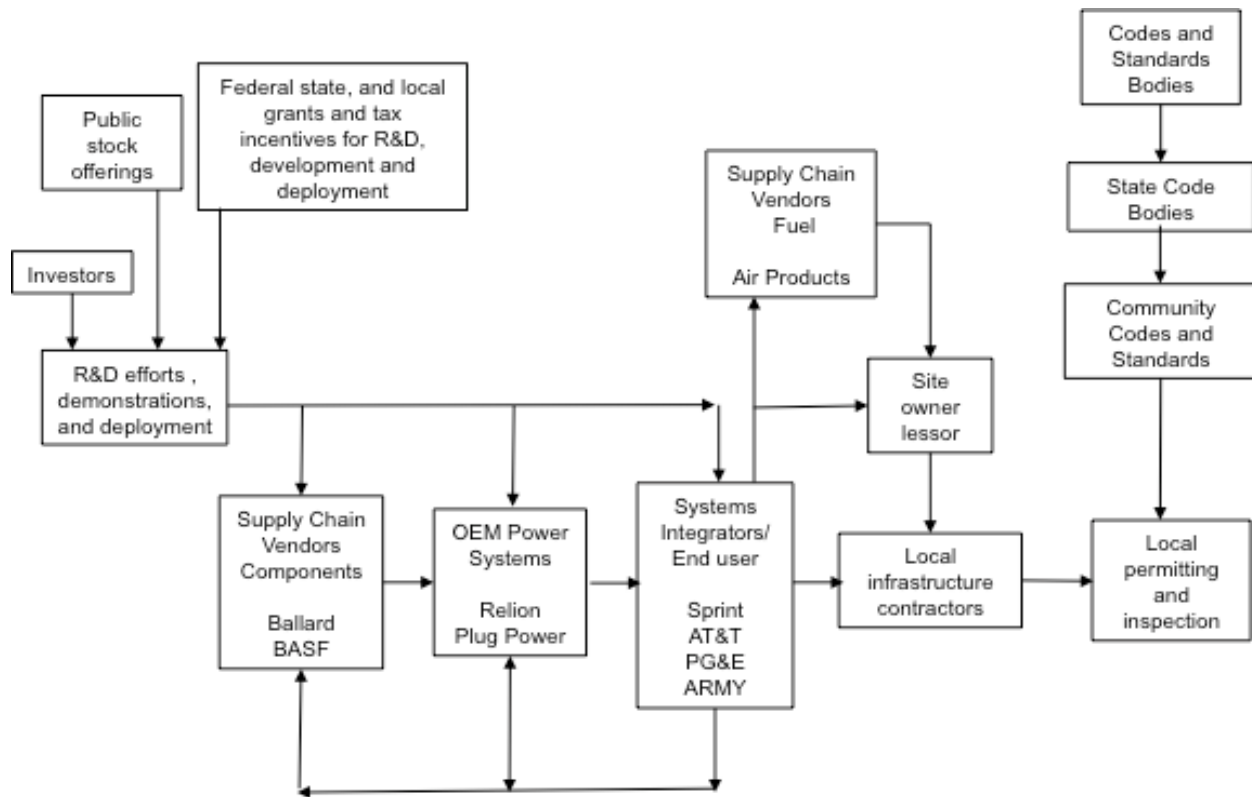 Codes and
Standards
Bodies
Federal state, and local
grants and tax
incentives for R&D,
development and
deployment
Public
stock
offerings
Supply Chain
Vendors
Fuel
Air Products
State Code
Bodies
Investors
Community
Codes and
Standards
R&D efforts ,
demonstrations,
and deployment
Site
owner
lessor
Supply Chain
Vendors
Components
Ballard
BASF
OEM Power
Systems
Relion
Plug Power
Systems
Integrators/
End user
Sprint
AT&T
PG&E
ARMY
Local
infrastructure
contractors
Local
permitting
and
inspection